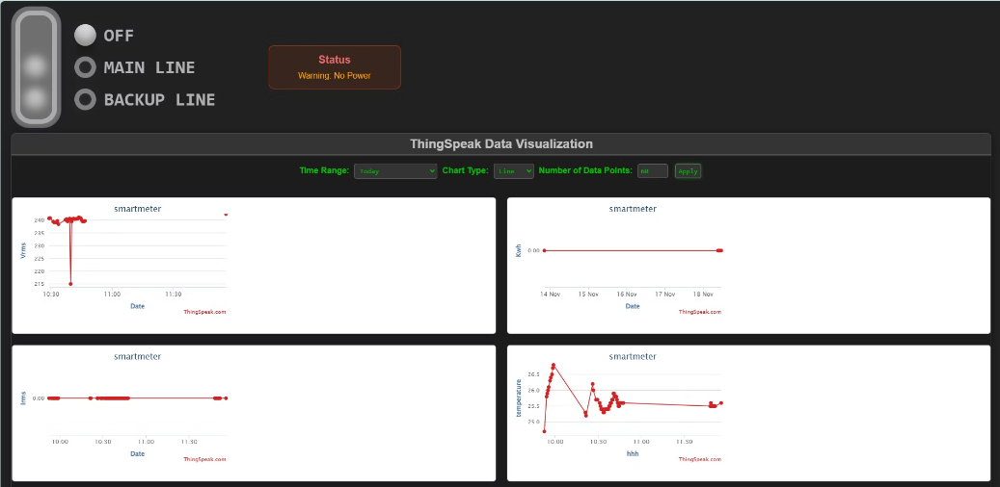 OFF
MAIN LINE
BACKUP LINE
Status
Warning: No Power
ThingSpeak Data Visualization
Time Range: Today Chart Type: Line Number of Data Points: 60 Apply
smartmeter
Vrms
240
235
230
225
220
215
10:30 11:00 11:30
Date
ThingSpeak.com
smartmeter
Kwh
0.00
14 Nov 15 Nov 16 Nov 17 Nov 18 Nov
Date
ThingSpeak.com
smartmeter
Irms
0.00
10:00 10:30 11:00 11:30
Date
ThingSpeak.com
smartmeter
temperature
26.5
26.0
25.5
25.0
10:00 10:30 11:00 11:30
hhh
ThingSpeak.com